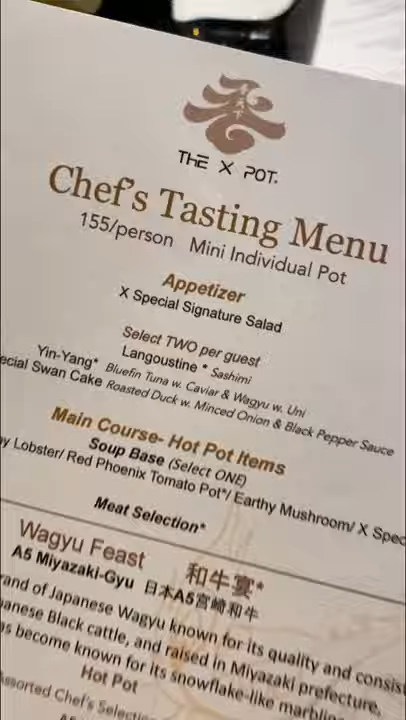 THE X POT.
Chef's Tasting Menu
155/person Mini Individual Pot
Appetizer
X Special Signature Salad
Select TWO per guest
Langoustine * Sashimi
Yin-Yang* Bluefin Tuna w. Caviar & Wagyu w. Uni
ecial Swan Cake Roasted Duck w. Minced Onion & Black Pepper Sauce
Main Course- Hot Pot Items
Soup Base (Select ONE)
y Lobster/ Red Phoenix Tomato Pot*/ Earthy Mushroom/ X Spec
Meat Selection*
Wagyu Feast 和牛宴*
A5 Miyazaki-Gyu 日本A5宮崎和牛
rand of Japanese Wagyu known for its quality and consist
anese Black cattle, and raised in Miyazaki prefecture,
as become known for its snowflake-like marblin
Hot Pot
Assorted Chef's Selectio